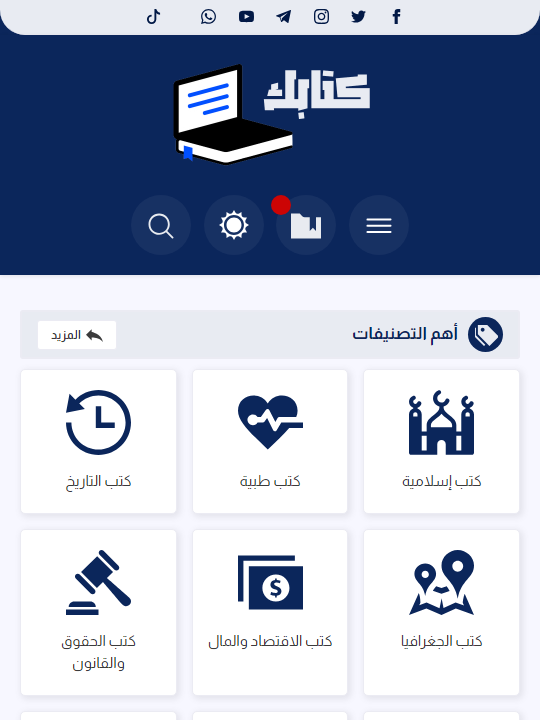 كتابك
أهم التصنيفات
المزيد
كتب إسلامية
كتب طبية
كتب التاريخ
كتب الجغرافيا
كتب الاقتصاد والمال
كتب الحقوق
والقانون